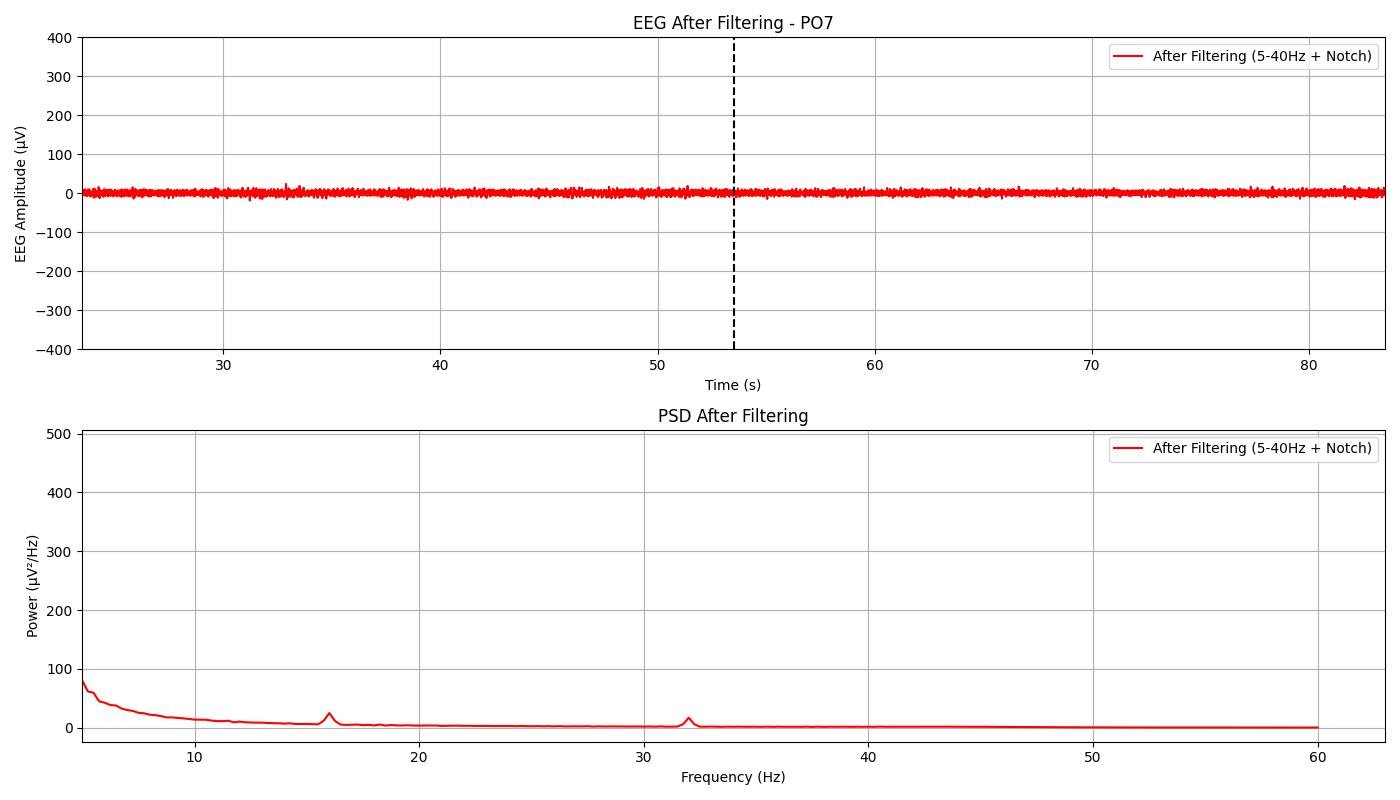 EEG After Filtering - PO7
After Filtering (5-40Hz + Notch)
EEG Amplitude (µV)
400
300
200
100
0
−100
−200
−300
−400
30 40 50 60 70 80
Time (s)
PSD After Filtering
After Filtering (5-40Hz + Notch)
Power (µV²/Hz)
500
400
300
200
100
0
10 20 30 40 50 60
Frequency (Hz)